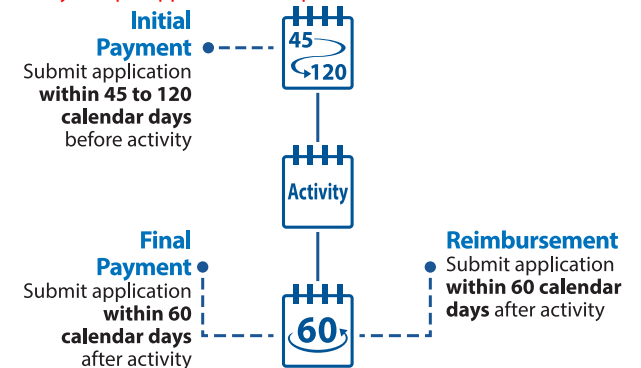 Initial
Payment
Submit application
within 45 to 120
calendar days
before activity
45
120
Activity
Final
Payment
Submit application
within 60
calendar days
after activity
60
Reimbursement
Submit application
within 60 calendar
days after activity